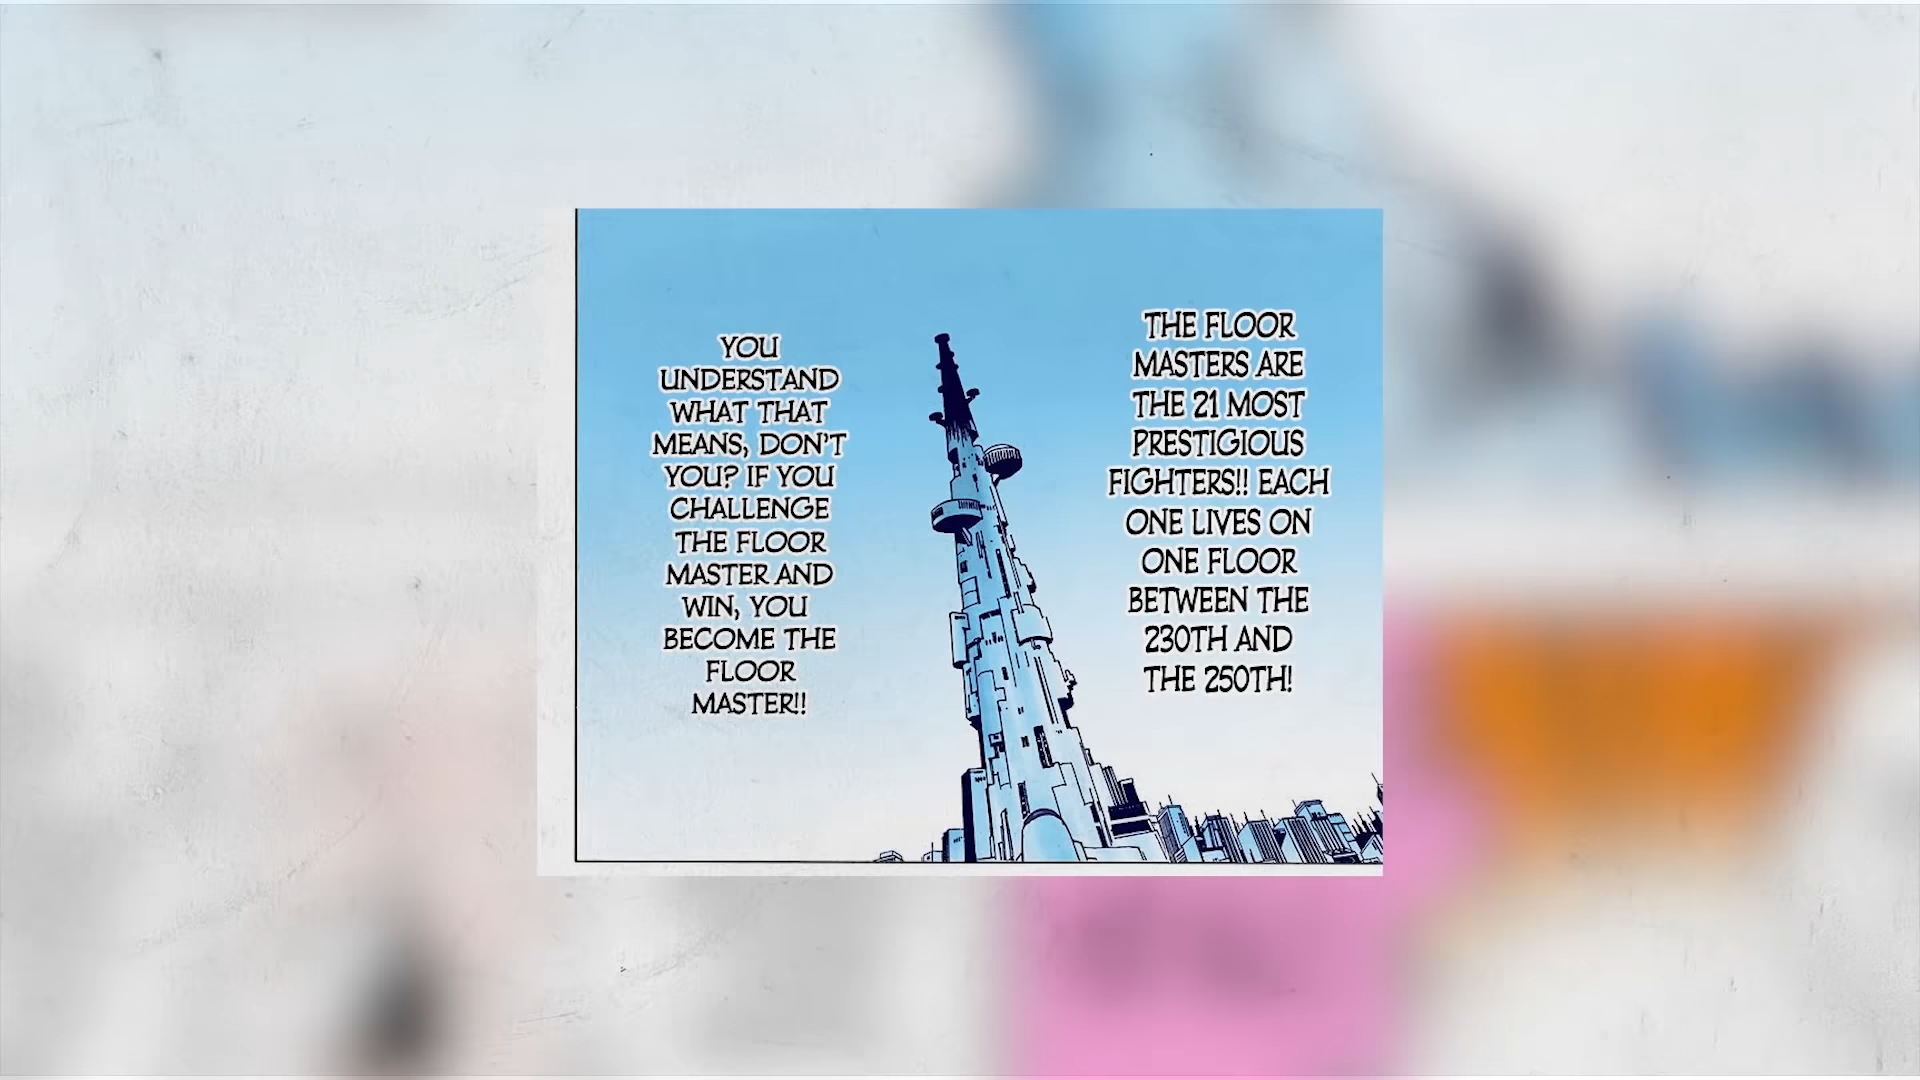 THE FLOOR
MASTERS ARE
THE 21 MOST
PRESTIGIOUS
FIGHTERS!! EACH
ONE LIVES ON
ONE FLOOR
BETWEEN THE
230TH AND
THE 250TH!
YOU
UNDERSTAND
WHAT THAT
MEANS, DON'T
YOU? IF YOU
CHALLENGE
THE FLOOR
MASTER AND
WIN, YOU
BECOME THE
FLOOR
MASTER!!